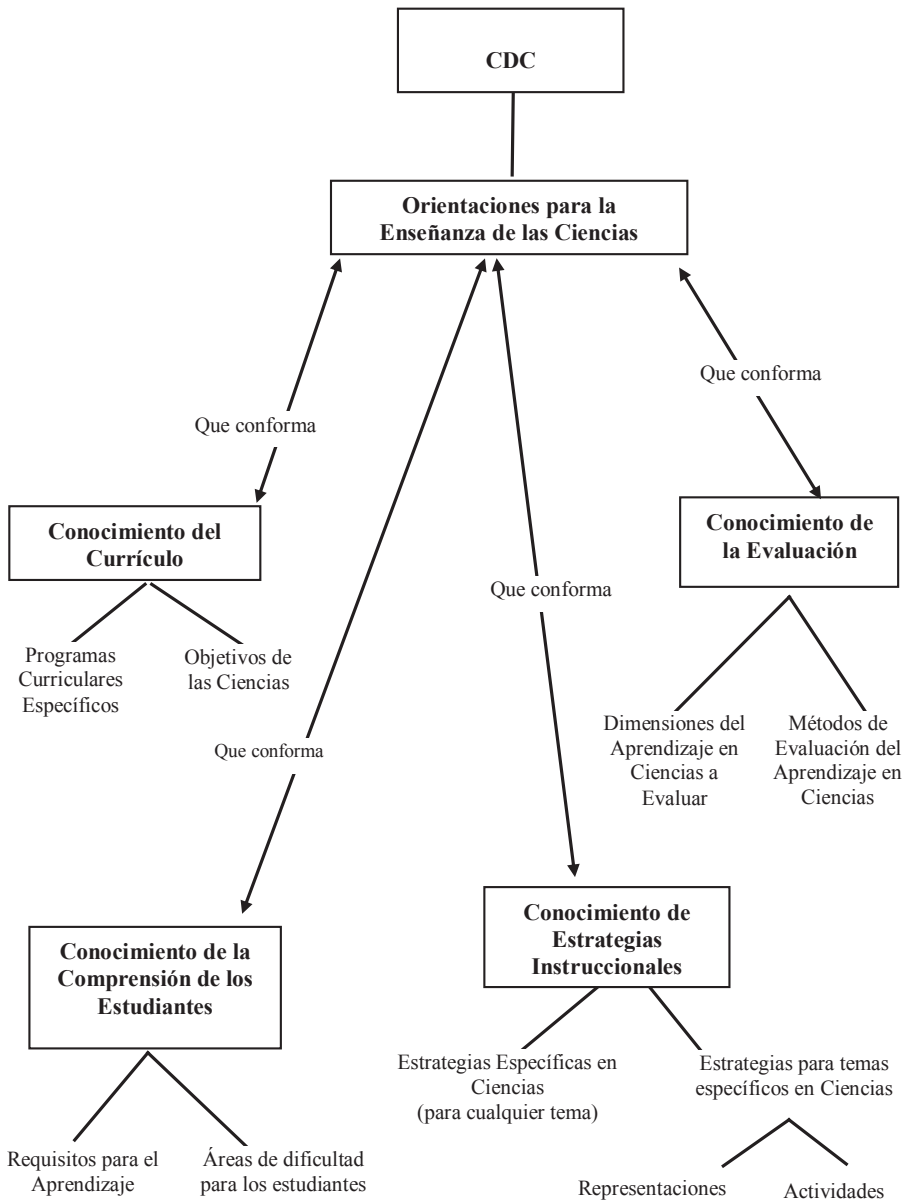 CDC
Orientaciones para la
Enseñanza de las Ciencias
Que conforma
Que conforma
Conocimiento del
Currículo
Conocimiento de
la Evaluación
Que conforma
Programas
Curriculares
Específicos
Objetivos de
las Ciencias
Dimensiones del
Aprendizaje en
Ciencias a
Evaluar
Métodos de
Evaluación del
Aprendizaje en
Ciencias
Que conforma
Conocimiento de la
Comprensión de los
Estudiantes
Conocimiento de
Estrategias
Instruccionales
Estrategias Específicas en
Ciencias
(para cualquier tema)
Estrategias para temas
específicos en Ciencias
Requisitos para el
Aprendizaje
Áreas de dificultad
para los estudiantes
Representaciones
Actividades